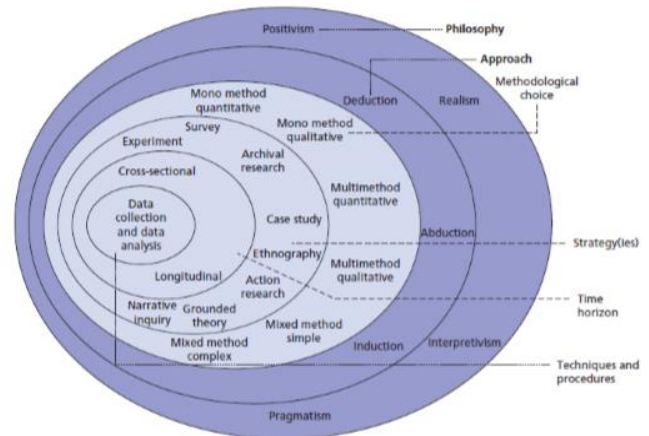 Positivism
Philosophy
Approach
Methodological
choice
Mono method
quantitative
Deduction
Realism
Survey
Mono method
qualitative
Experiment
Archival
research
Cross-sectional
Multimethod
quantitative
Data
collection
and data
analysis
Case study
Abduction
Strategy(ies)
Ethnography
Multimethod
qualitative
Longitudinal
Action
research
Time
horizon
Narrative
inquiry
Grounded
theory
Mixed method
simple
Mixed method
complex
Induction
Interpretivism
Techniques and
procedures
Pragmatism